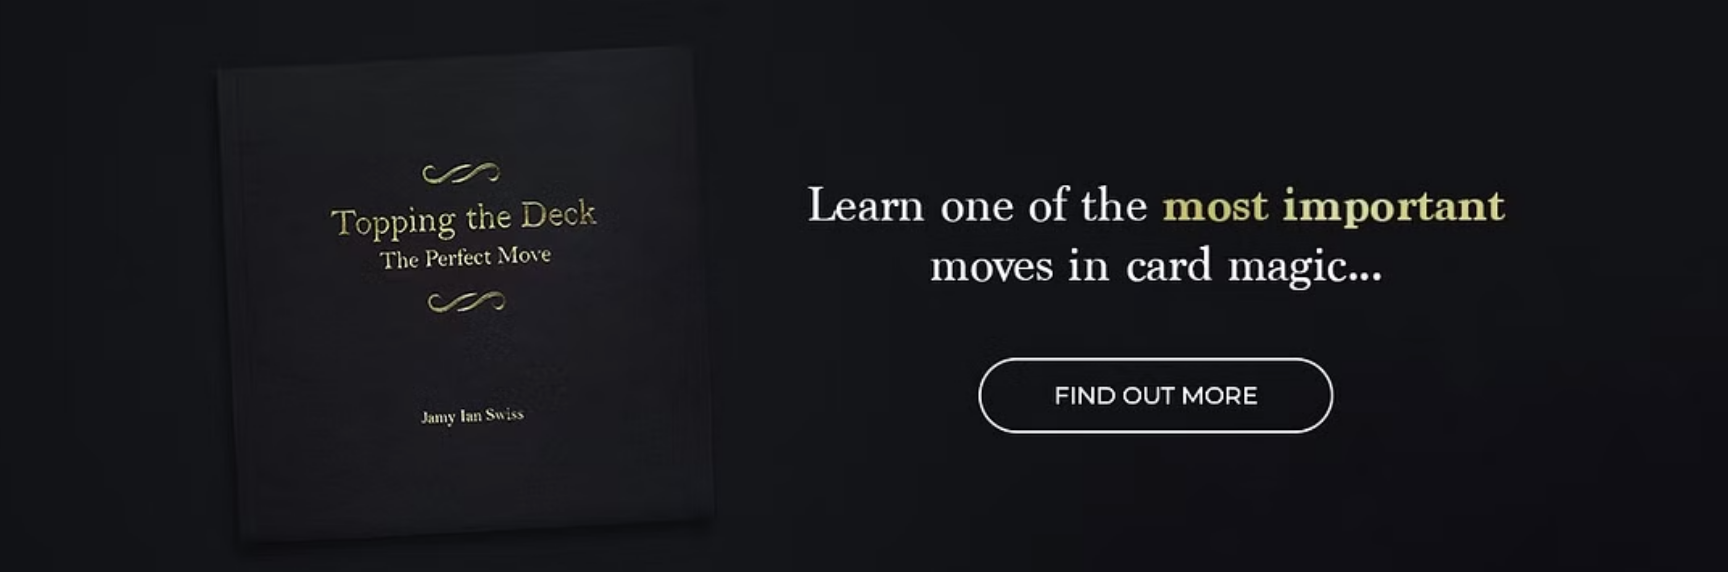 Topping the Deck
The Perfect Move
Jamy Ian Swiss
Learn one of the most important
moves in card magic...
FIND OUT MORE